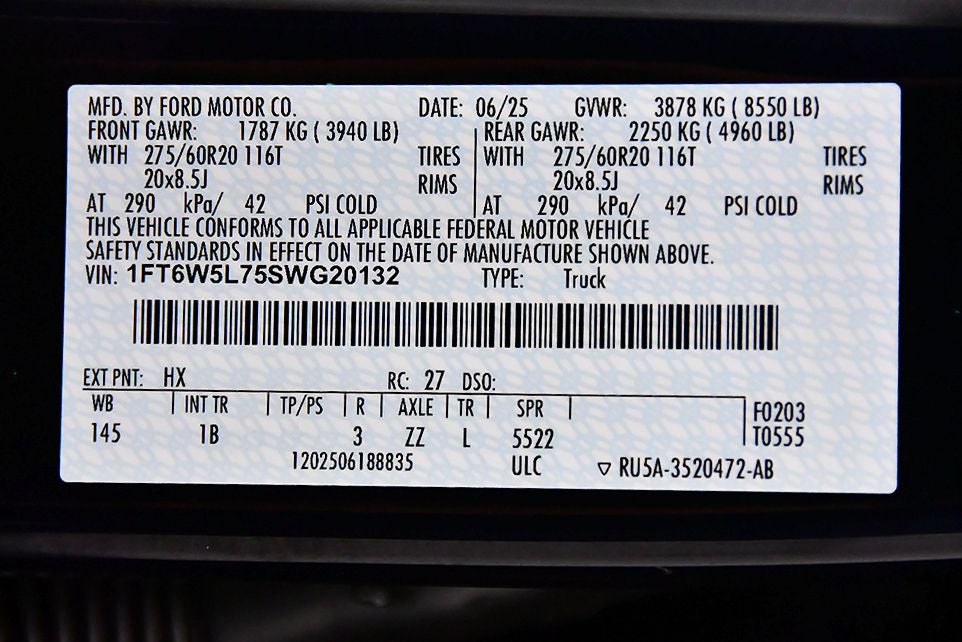 MFD. BY FORD MOTOR CO. DATE: 06/25 GVWR: 3878 KG ( 8550 LB)
FRONT GAWR: 1787 KG ( 3940 LB) REAR GAWR: 2250 KG ( 4960 LB)
WITH 275/60R20 116T TIRES WITH 275/60R20 116T TIRES
20x8.5J RIMS 20x8.5J RIMS
AT 290 kPa/ 42 PSI COLD AT 290 kPa/ 42 PSI COLD
THIS VEHICLE CONFORMS TO ALL APPLICABLE FEDERAL MOTOR VEHICLE
SAFETY STANDARDS IN EFFECT ON THE DATE OF MANUFACTURE SHOWN ABOVE.
VIN: 1FT6W5L75SWG20132 TYPE: Truck
EXT PNT: HX RC: 27 DSO:
WB INT TR TP/PS R AXLE TR SPR F0203
145 1B 3 ZZ L 5522 T0555
1202506188835 ULC ▽ RU5A-3520472-AB